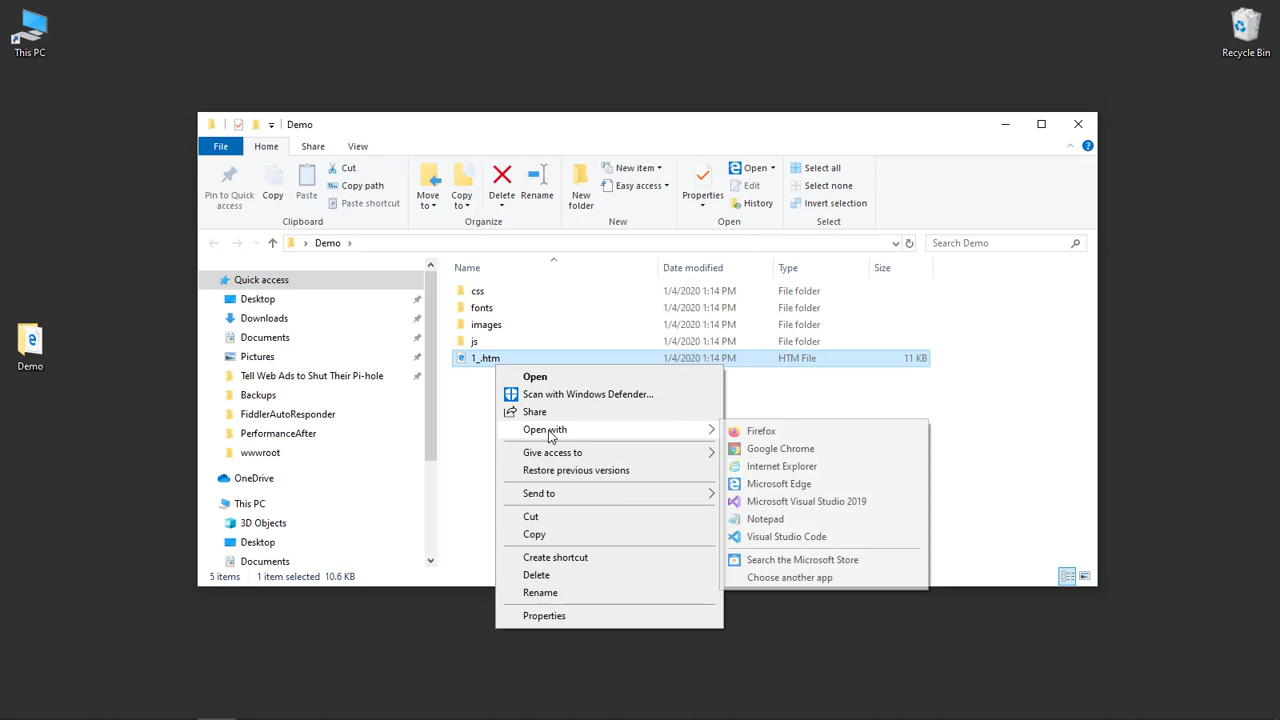 This PC
Recycle Bin
Demo
Demo
File
Home
Share
View
Pin to Quick access
Copy
Paste
Cut
Copy path
Paste shortcut
Clipboard
Move to
Copy to
Delete
Rename
Organize
New folder
New item
Easy access
New
Properties
Open
Edit
History
Open
Select all
Select none
Invert selection
Select
Demo
Search Demo
Quick access
Desktop
Downloads
Documents
Pictures
Tell Web Ads to Shut Their Pi-hole
Backups
FiddlerAutoResponder
PerformanceAfter
wwwroot
OneDrive
This PC
3D Objects
Desktop
Documents
Name Date modified Type Size
css 1/4/2020 1:14 PM File folder
fonts 1/4/2020 1:14 PM File folder
images 1/4/2020 1:14 PM File folder
js 1/4/2020 1:14 PM File folder
1_.htm 1/4/2020 1:14 PM HTM File 11 KB
Open
Scan with Windows Defender...
Share
Open with
Give access to
Restore previous versions
Send to
Cut
Copy
Create shortcut
Delete
Rename
Properties
Firefox
Google Chrome
Internet Explorer
Microsoft Edge
Microsoft Visual Studio 2019
Notepad
Visual Studio Code
Search the Microsoft Store
Choose another app
5 items 1 item selected 10.6 KB